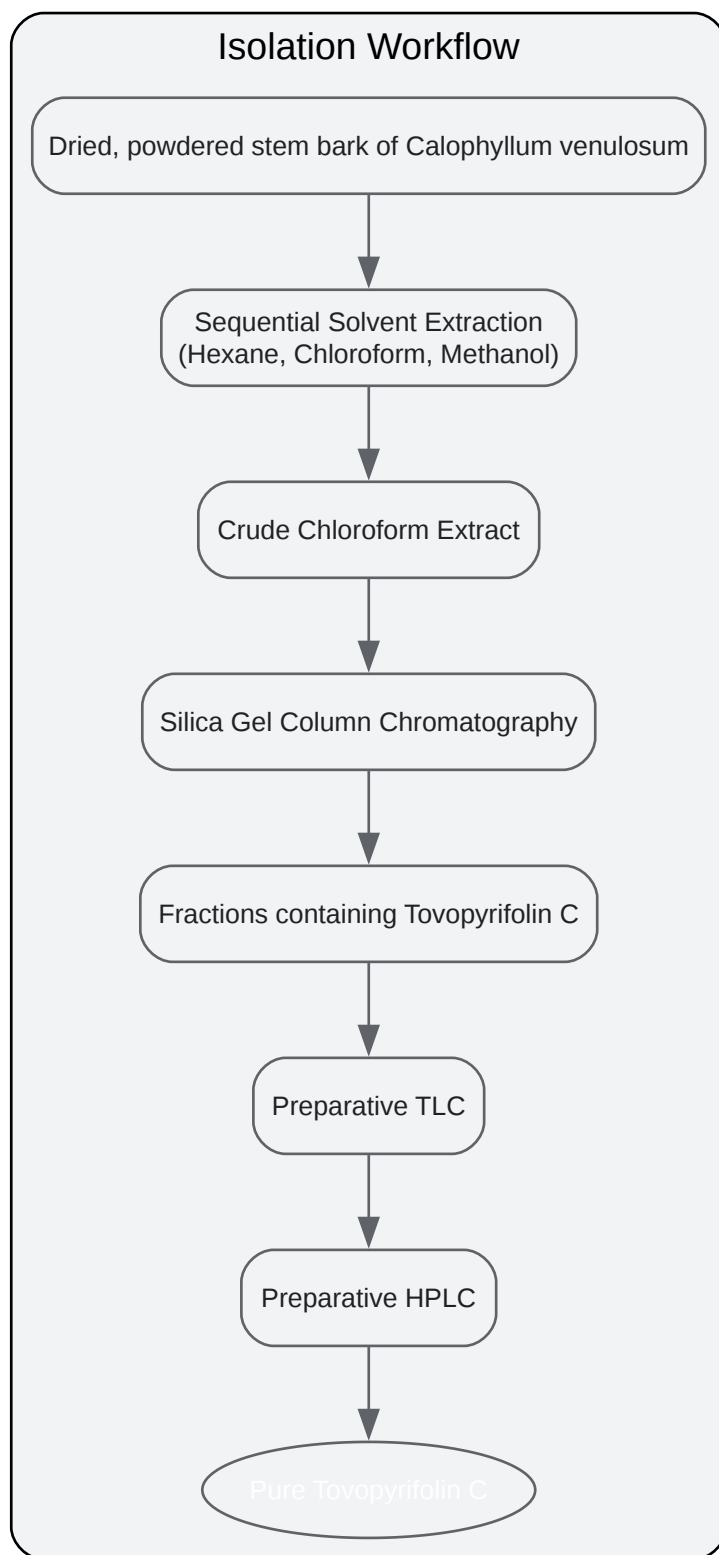 Isolation Workflow
Dried, powdered stem bark of Calophyllum venulosum
Sequential Solvent Extraction
(Hexane, Chloroform, Methanol)
Crude Chloroform Extract
Silica Gel Column Chromatography
Fractions containing Tovopyrifolin C
Preparative TLC
Preparative HPLC
Pure Tovopyrifolin C